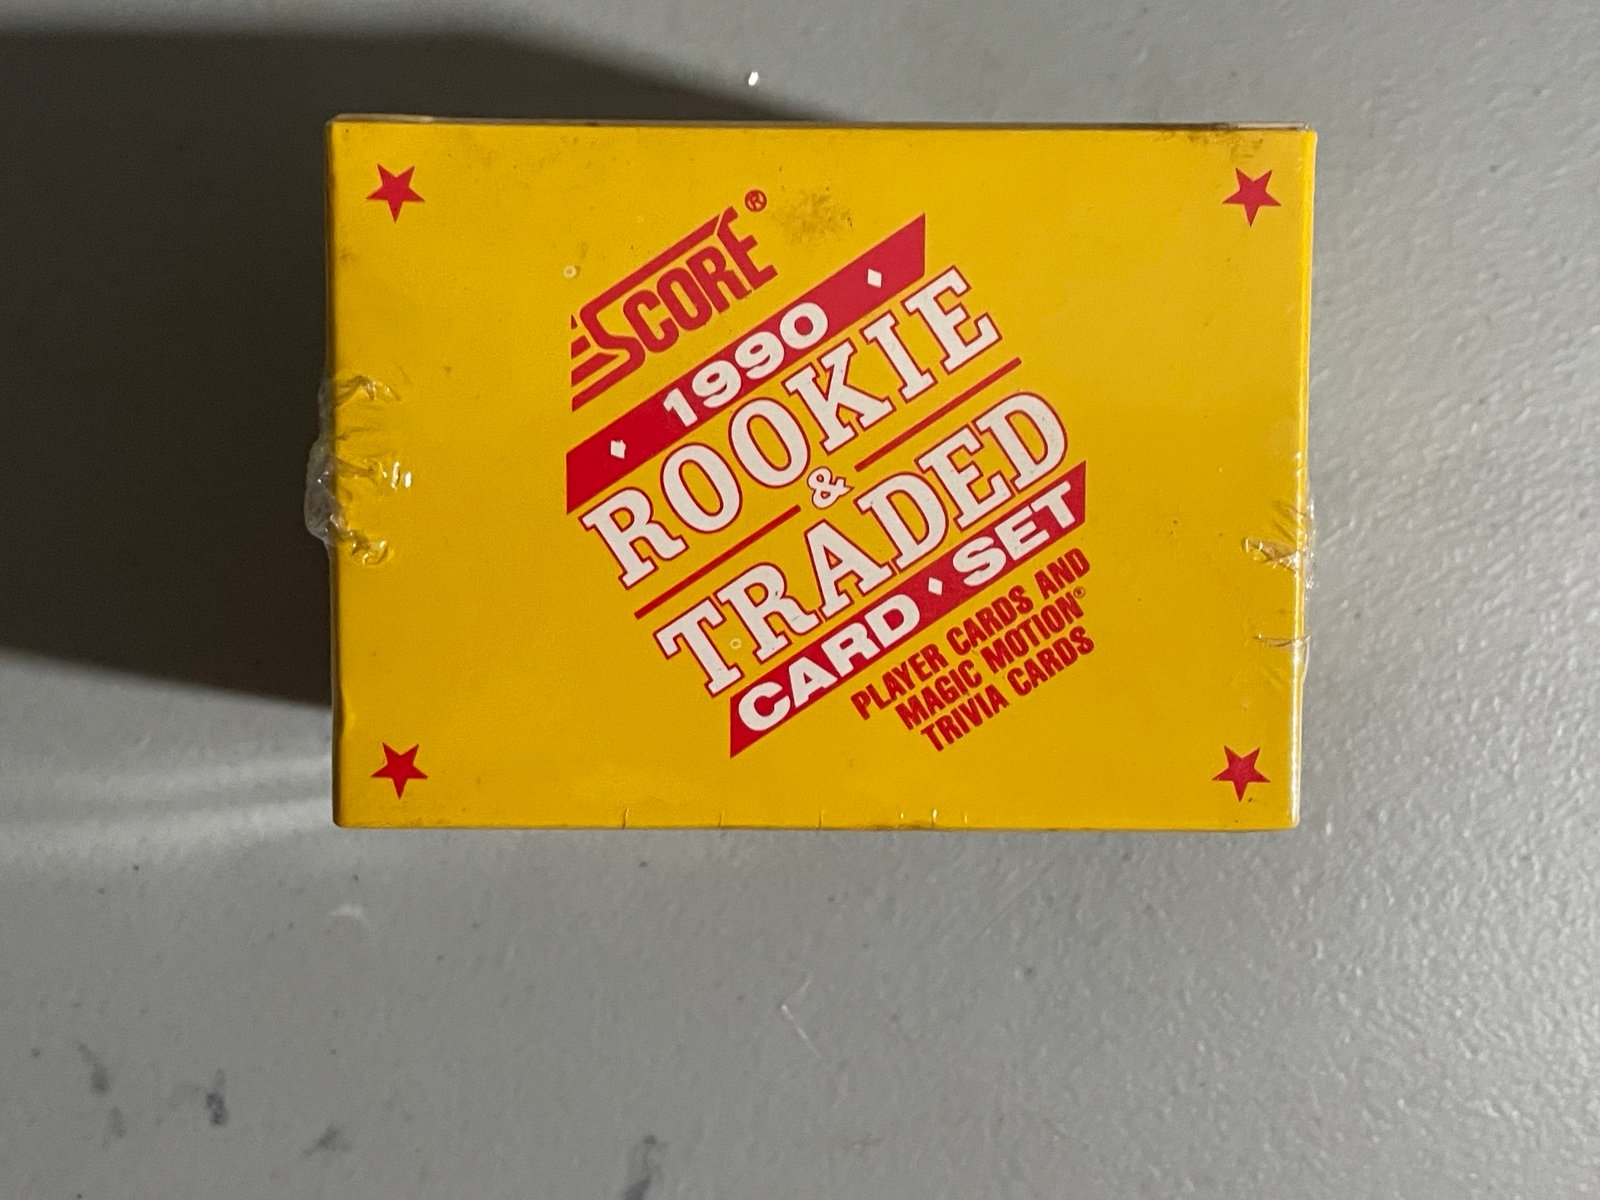 SCORE®
1990
ROOKIE
&
TRADED
CARD • SET
PLAYER CARDS AND
MAGIC MOTION®
TRIVIA CARDS